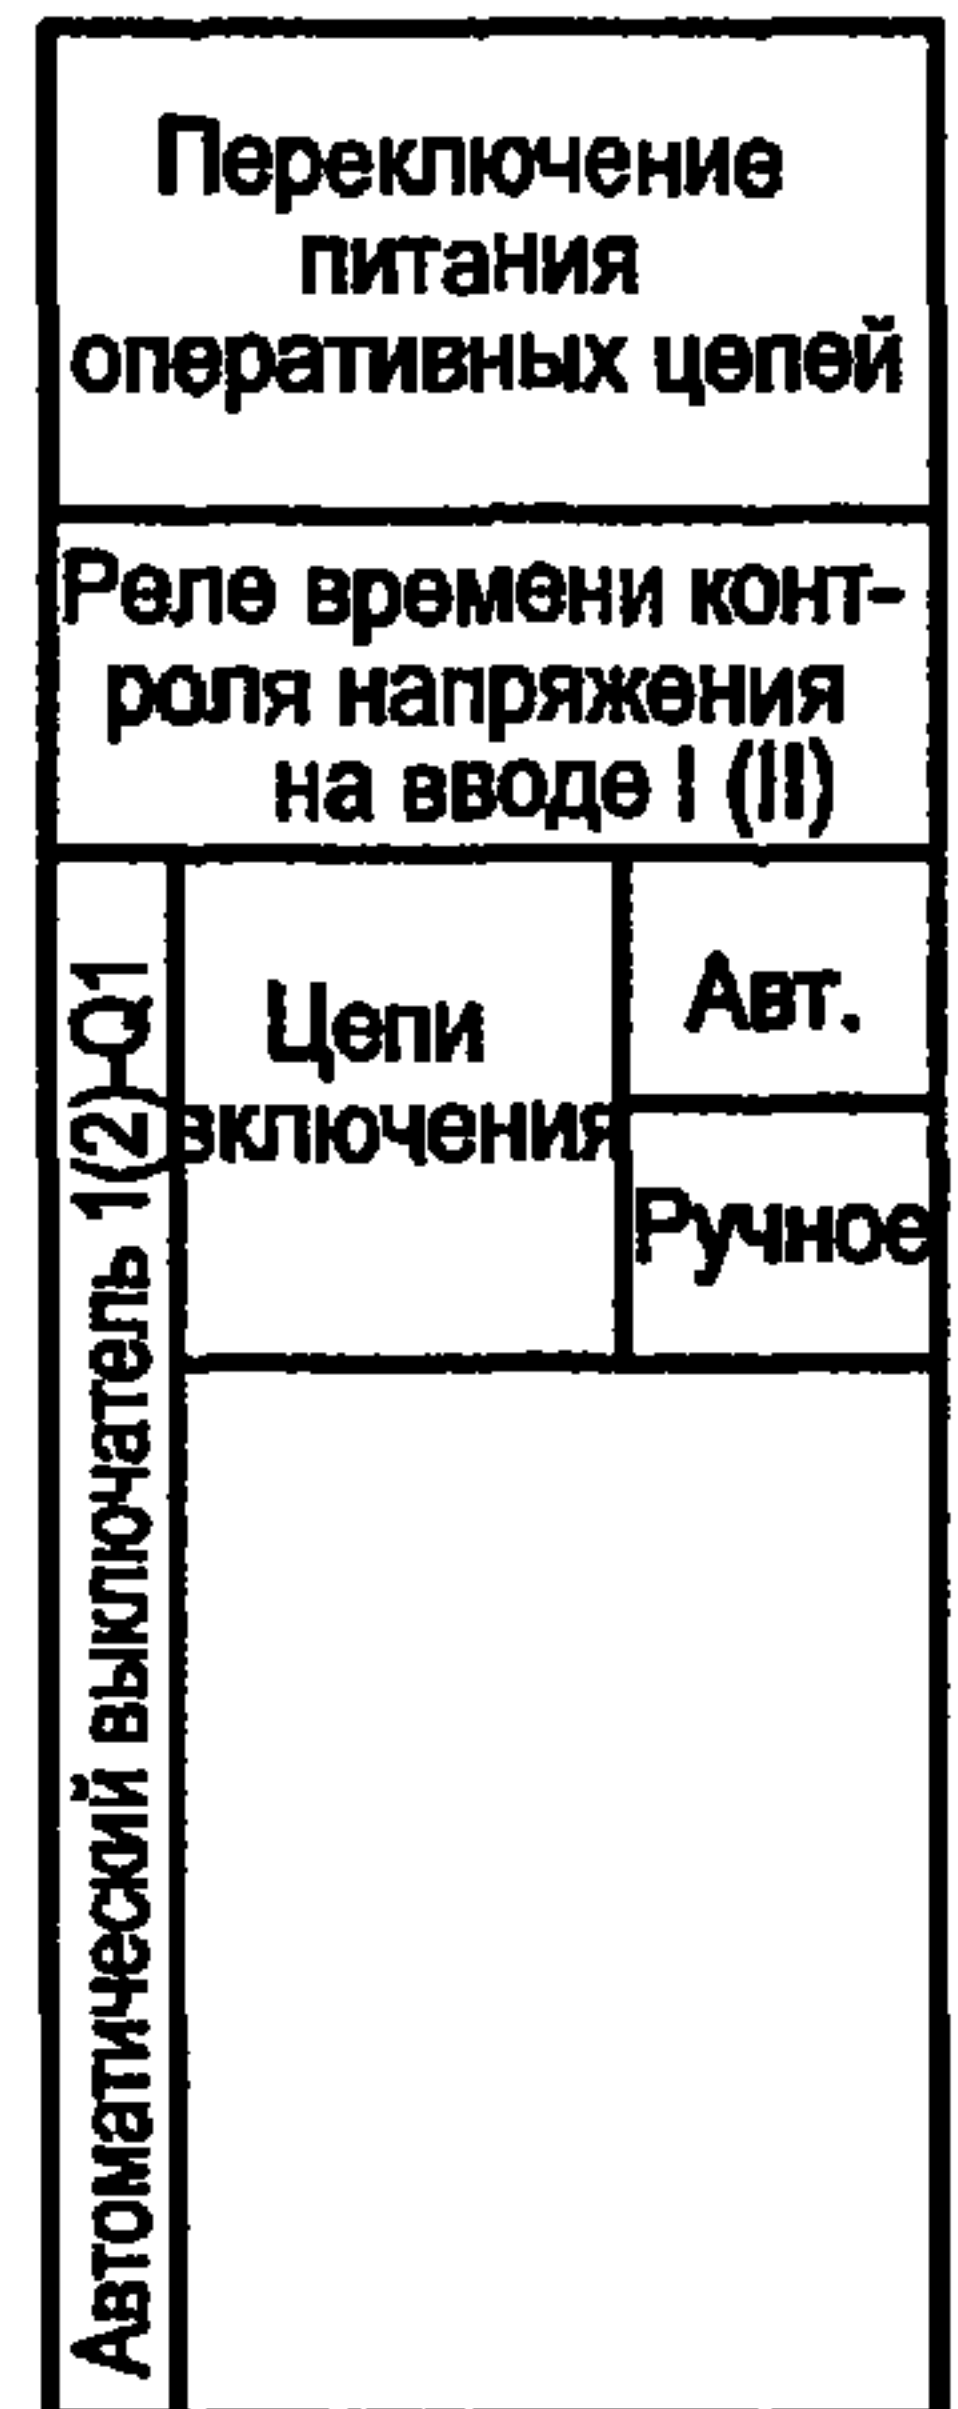 Переключение
питания
оперативных цепей
Реле времени конт-
роля напряжения
на вводе I (II)
Автоматический выключатель 1(2)-Q1
Цепи
включения
Авт.
Ручное